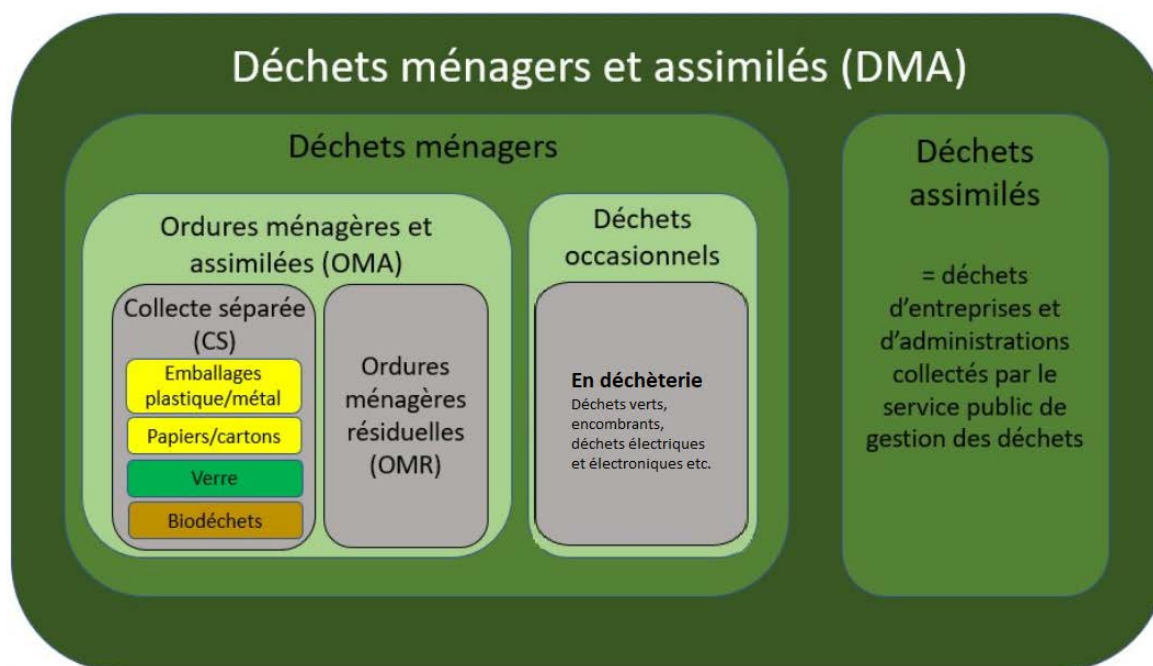 Déchets ménagers et assimilés (DMA)
Déchets ménagers
Ordures ménagères et
assimilées (OMA)
Collecte séparée
(CS)
Emballages
plastique/métal
Papiers/cartons
Verre
Biodéchets
Ordures
ménagères
résiduelles
(OMR)
Déchets
occasionnels
En déchèterie
Déchets verts,
encombrants,
déchets électriques
et électroniques etc.
Déchets
assimilés
= déchets
d'entreprises et
d'administrations
collectés par le
service public de
gestion des déchets